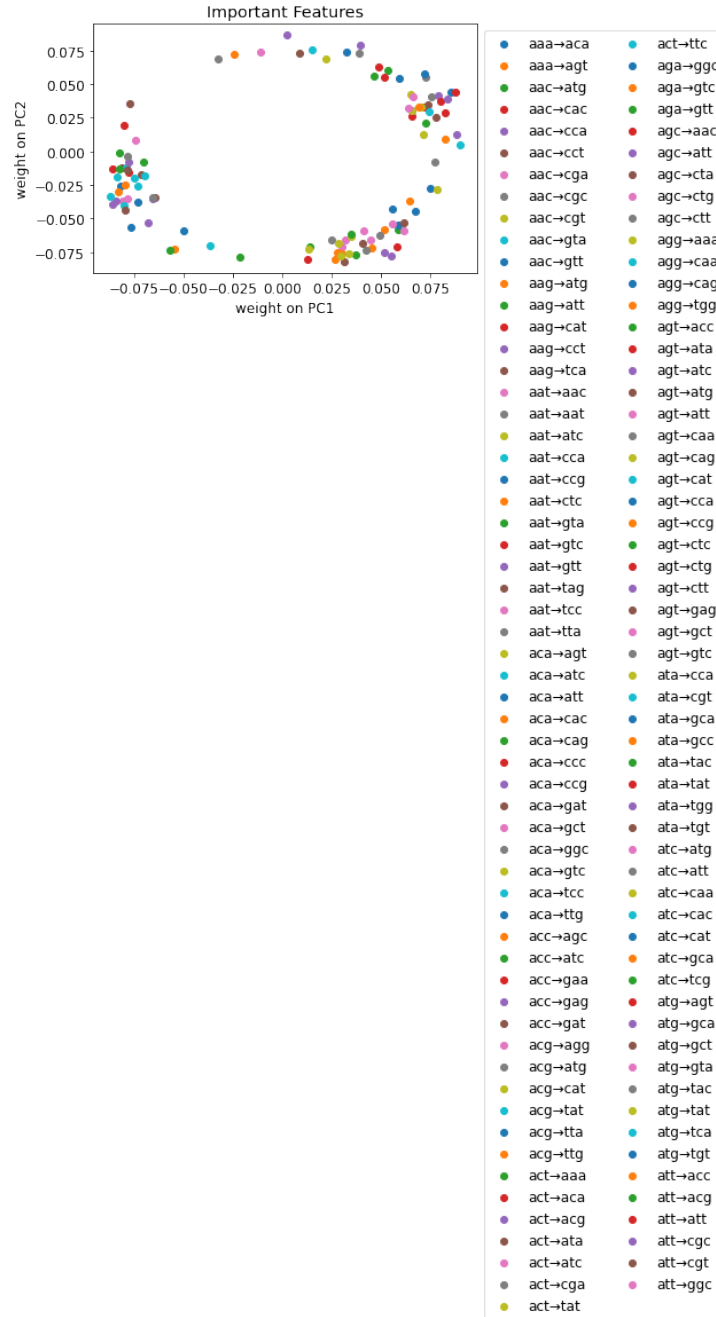 Important Features
weight on PC2
0.075
0.050
0.025
0.000
−0.025
−0.050
−0.075
−0.075
−0.050
−0.025
0.000
0.025
0.050
0.075
weight on PC1
aaa→aca
aaa→agt
aac→atg
aac→cac
aac→cca
aac→cct
aac→cga
aac→cgc
aac→cgt
aac→gta
aac→gtt
aag→atg
aag→att
aag→cat
aag→cct
aag→tca
aat→aac
aat→aat
aat→atc
aat→cca
aat→ccg
aat→ctc
aat→gta
aat→gtc
aat→gtt
aat→tag
aat→tcc
aat→tta
aca→agt
aca→atc
aca→att
aca→cac
aca→cag
aca→ccc
aca→ccg
aca→gat
aca→gct
aca→ggc
aca→gtc
aca→tcc
aca→ttg
acc→agc
acc→atc
acc→gaa
acc→gag
acc→gat
acg→agg
acg→atg
acg→cat
acg→tat
acg→tta
acg→ttg
act→aaa
act→aca
act→acg
act→ata
act→atc
act→cga
act→tat
act→ttc
aga→ggc
aga→gtc
aga→gtt
agc→aac
agc→att
agc→cta
agc→ctg
agc→ctt
agg→aaa
agg→caa
agg→cag
agg→tgg
agt→acc
agt→ata
agt→atc
agt→atg
agt→att
agt→caa
agt→cag
agt→cat
agt→cca
agt→ccg
agt→ctc
agt→ctg
agt→ctt
agt→gag
agt→gct
agt→gtc
ata→cca
ata→cgt
ata→gca
ata→gcc
ata→tac
ata→tat
ata→tgg
ata→tgt
atc→atg
atc→att
atc→caa
atc→cac
atc→cat
atc→gca
atc→tcg
atg→agt
atg→gca
atg→gct
atg→gta
atg→tac
atg→tat
atg→tca
atg→tgt
att→acc
att→acg
att→att
att→cgc
att→cgt
att→ggc